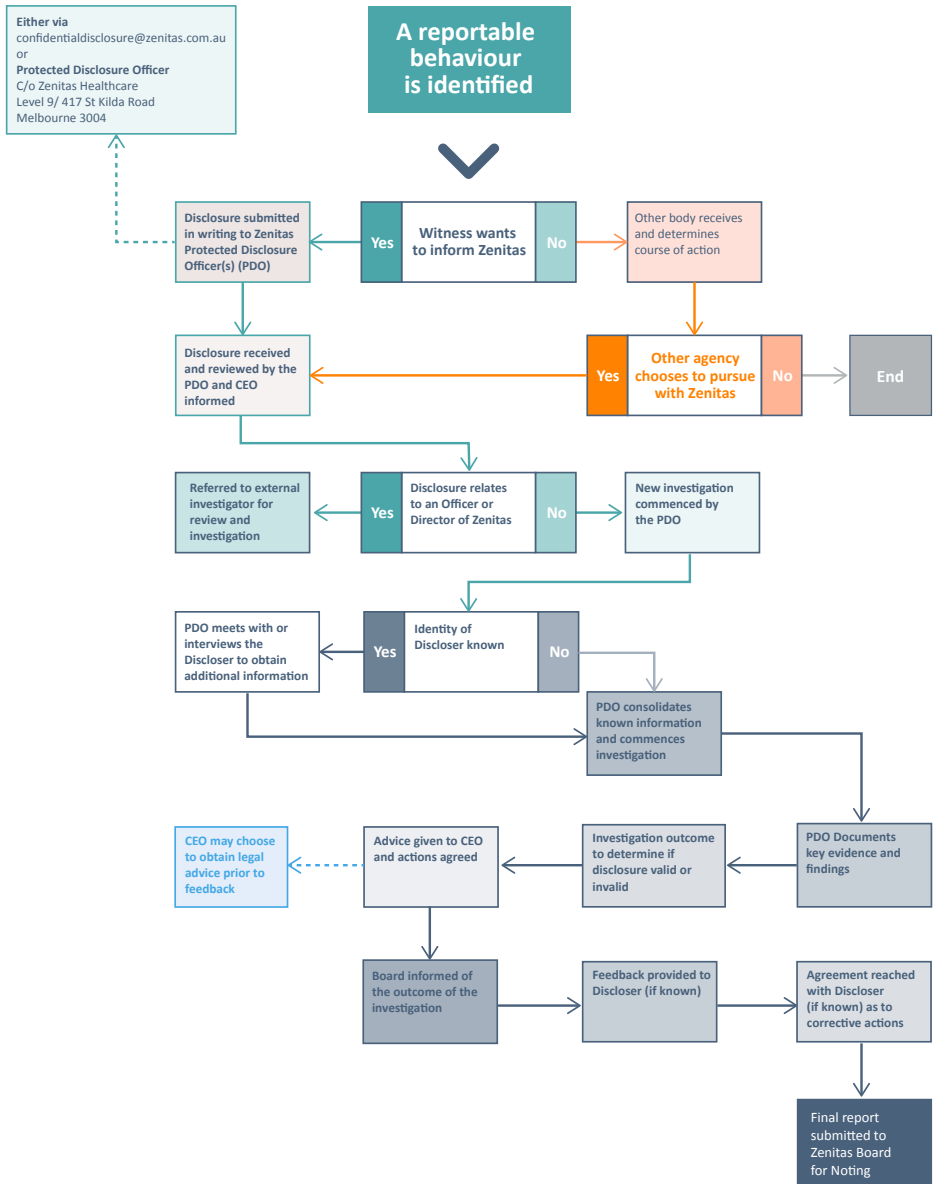 Either via
confidentialdisclosure@zenitas.com.au
or
Protected Disclosure Officer
C/o Zenitas Healthcare
Level 9/ 417 St Kilda Road
Melbourne 3004
A reportable
behaviour
is identified
Disclosure submitted
in writing to Zenitas
Protected Disclosure
Officer(s) (PDO)
Yes
Witness wants
to inform Zenitas
No
Other body receives
and determines
course of action
Disclosure received
and reviewed by the
PDO and CEO
informed
Yes
Other agency
chooses to pursue
with Zenitas
No
End
Referred to external
investigator for
review and
investigation
Yes
Disclosure relates
to an Officer or
Director of Zenitas
No
New investigation
commenced by
the PDO
PDO meets with or
interviews the
Discloser to obtain
additional information
Yes
Identity of
Discloser known
No
PDO consolidates
known information
and commences
investigation
CEO may choose
to obtain legal
advice prior to
feedback
Advice given to CEO
and actions agreed
Investigation outcome
to determine if
disclosure valid or
invalid
PDO Documents
key evidence and
findings
Board informed of
the outcome of the
investigation
Feedback provided to
Discloser (if known)
Agreement reached
with Discloser
(if known) as to
corrective actions
Final report
submitted to
Zenitas Board
for Noting